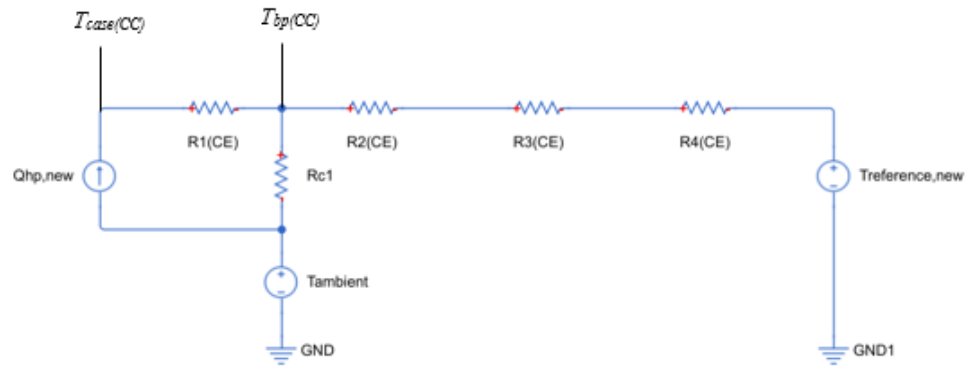 Tcase(CC)
Tbp(CC)
R1(CE)
R2(CE)
R3(CE)
R4(CE)
Qhp,new
Rc1
Treference,new
Tambient
GND
GND1